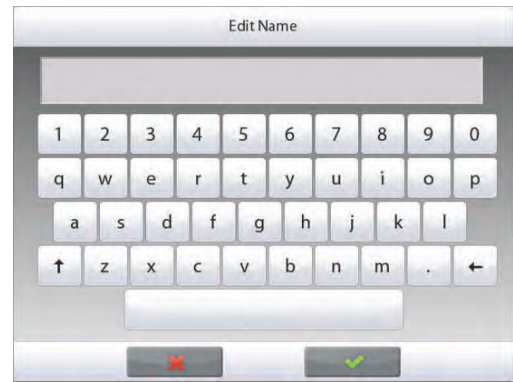 Edit Name
1 2 3 4 5 6 7 8 9 0
q w e r t y u i o p
a s d f g h j k l
↑ z x c v b n m . ←